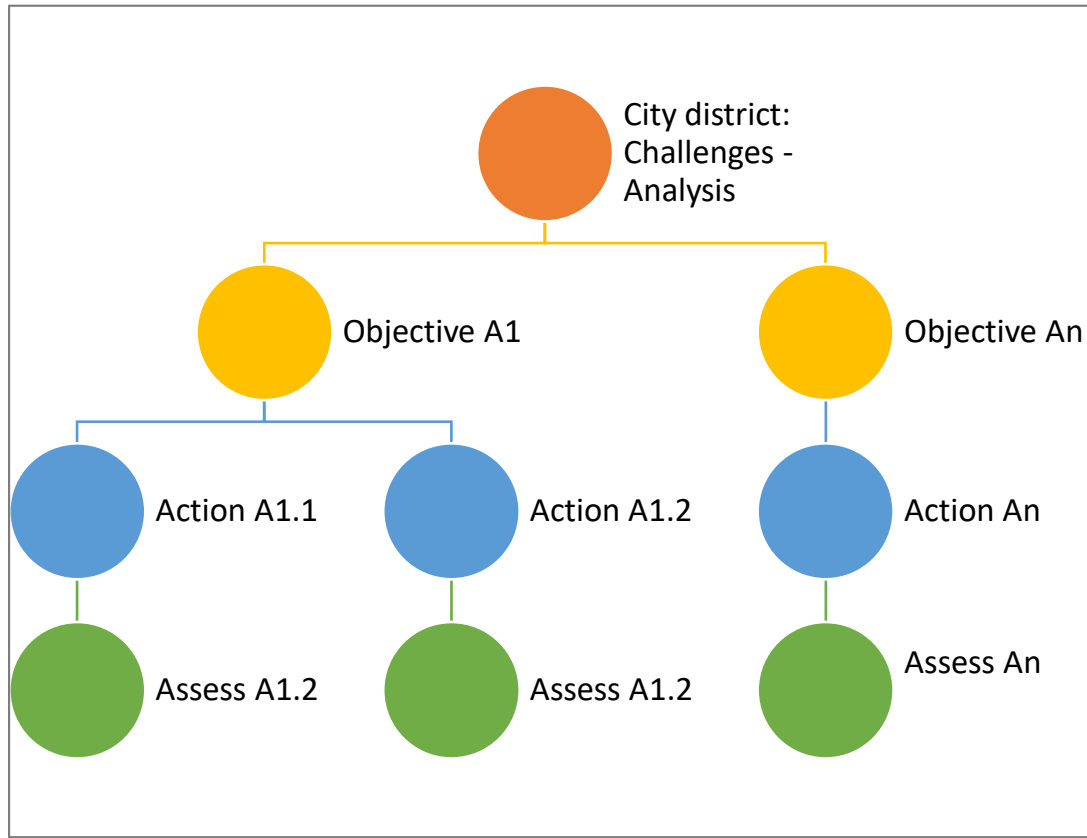 City district:
Challenges -
Analysis
Objective A1
Objective An
Action A1.1
Action A1.2
Action An
Assess A1.2
Assess A1.2
Assess An